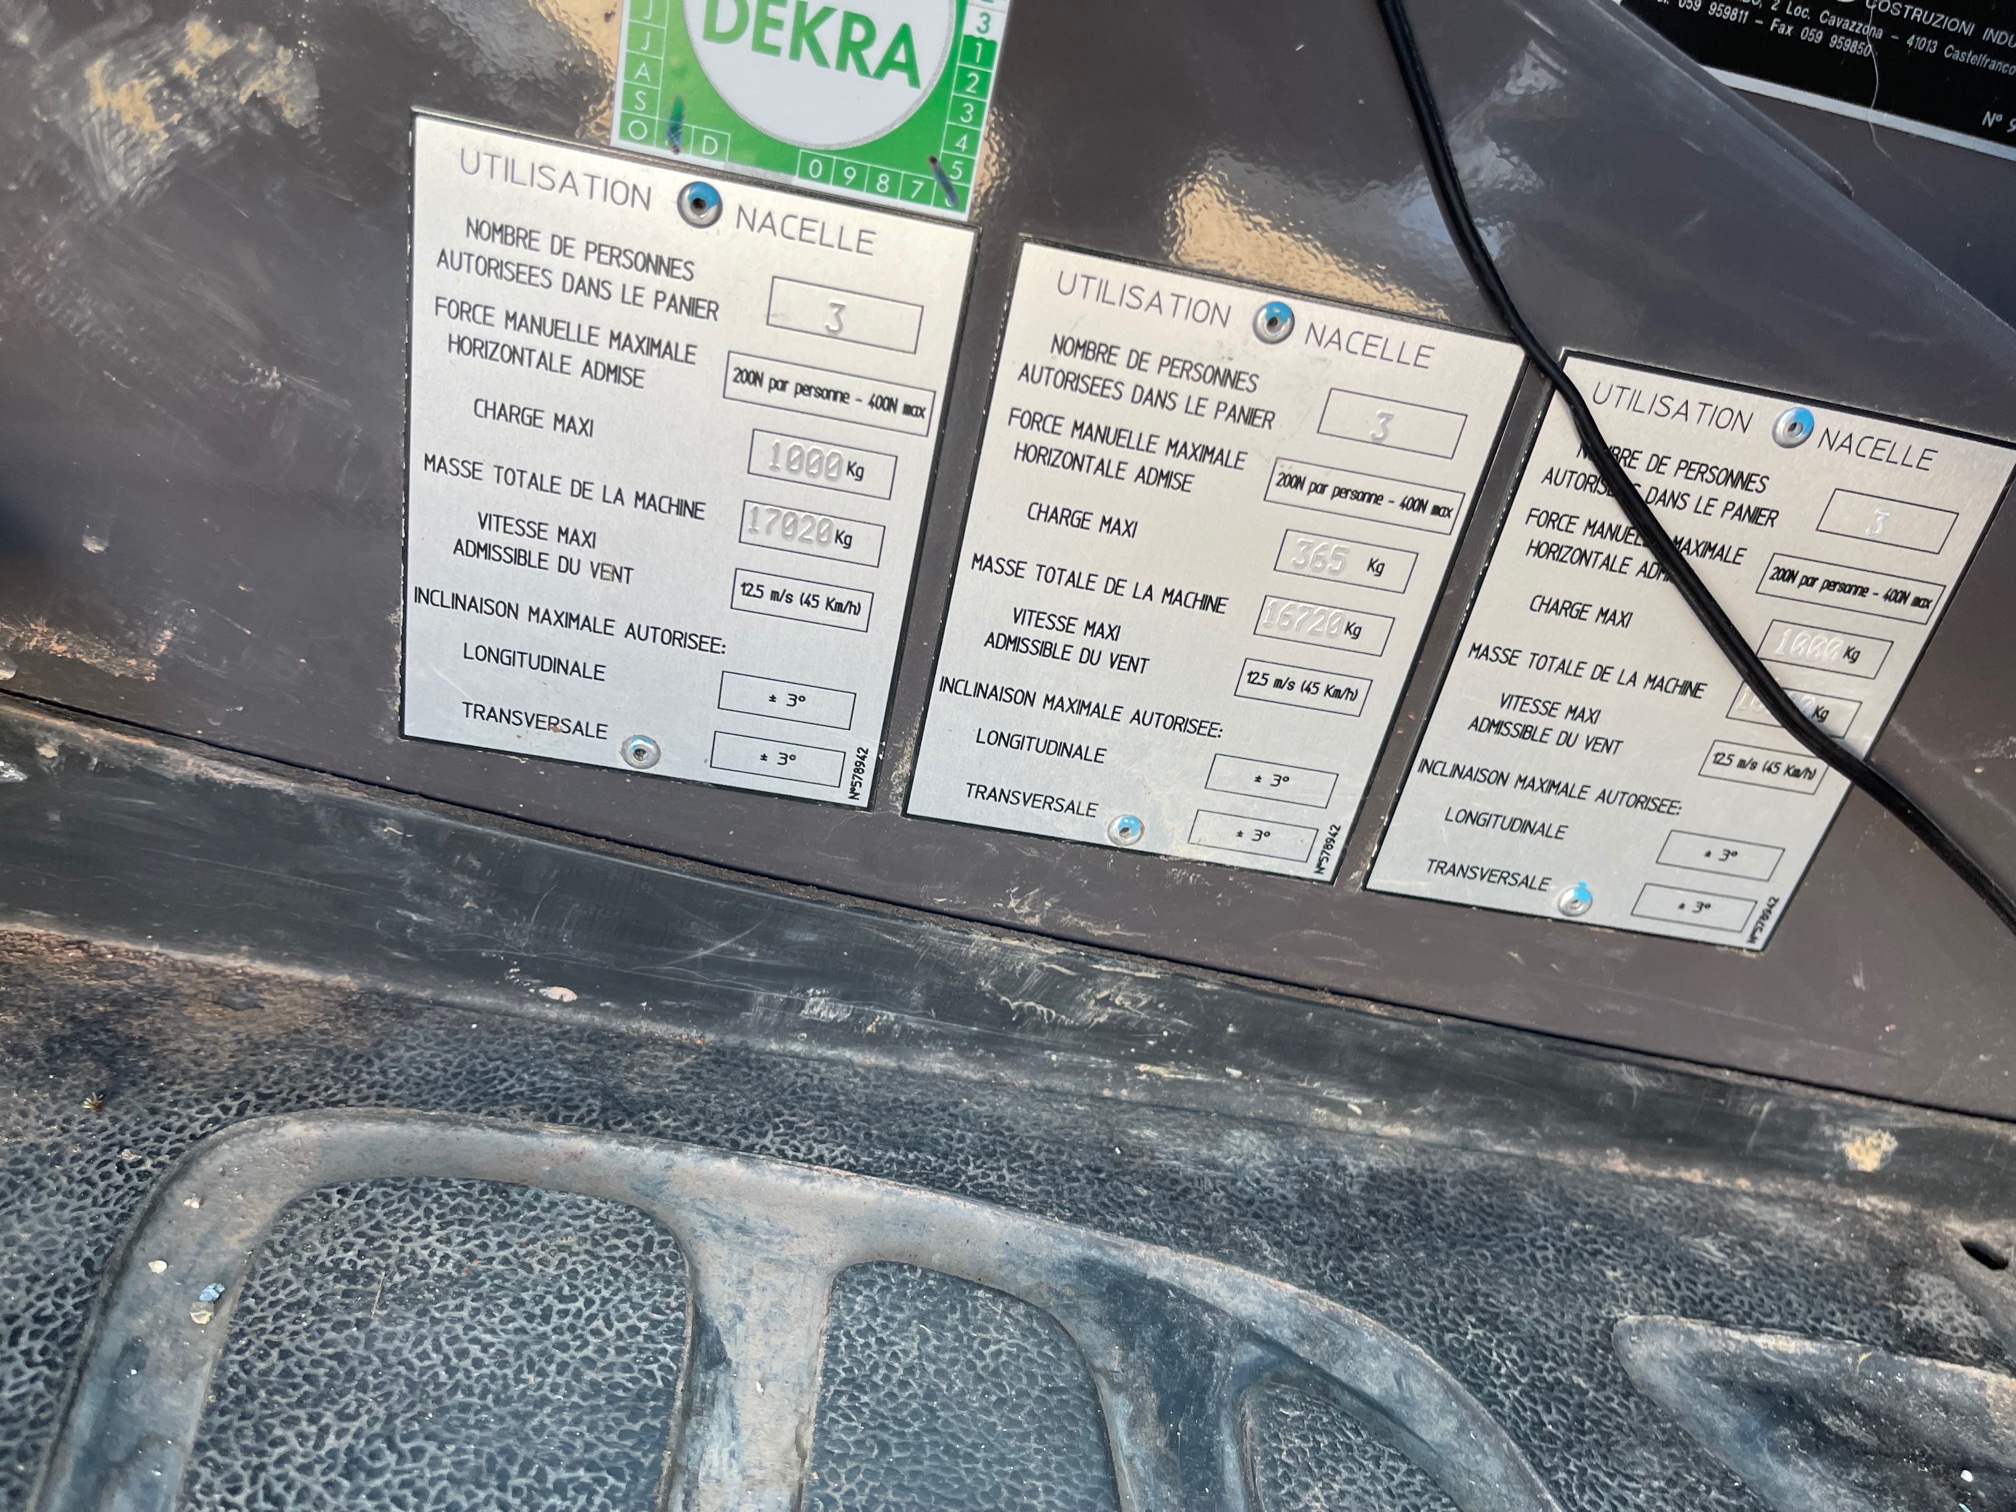 DEKRA
J
J
A
S
O
D
0 9 8 7
3
1
2
3
4
5
COSTRUZIONI
2 Loc. Cavazzona - 41013 Castelfranco
059 959811 - Fax 059 959850
N°
UTILISATION NACELLE
NOMBRE DE PERSONNES
AUTORISEES DANS LE PANIER 3
FORCE MANUELLE MAXIMALE
HORIZONTALE ADMISE 200N par personne - 400N max
CHARGE MAXI 1000 Kg
MASSE TOTALE DE LA MACHINE 17020 Kg
VITESSE MAXI
ADMISSIBLE DU VENT 12.5 m/s (45 Km/h)
INCLINAISON MAXIMALE AUTORISEE:
LONGITUDINALE ± 3°
TRANSVERSALE ± 3°
N°578942
UTILISATION NACELLE
NOMBRE DE PERSONNES
AUTORISEES DANS LE PANIER 3
FORCE MANUELLE MAXIMALE
HORIZONTALE ADMISE 200N par personne - 400N max
CHARGE MAXI 365 Kg
MASSE TOTALE DE LA MACHINE 16720 Kg
VITESSE MAXI
ADMISSIBLE DU VENT 12.5 m/s (45 Km/h)
INCLINAISON MAXIMALE AUTORISEE:
LONGITUDINALE ± 3°
TRANSVERSALE ± 3°
N°578942
UTILISATION NACELLE
DE PERSONNES
DANS LE PANIER 3
FORCE MAXIMALE
HORIZONTALE 200N par personne - 400N max
CHARGE MAXI 1000 Kg
MASSE TOTALE DE LA MACHINE Kg
VITESSE MAXI
ADMISSIBLE DU VENT 12.5 m/s (45 Km/h)
INCLINAISON MAXIMALE AUTORISEE:
LONGITUDINALE ± 3°
TRANSVERSALE ± 3°
N°578942